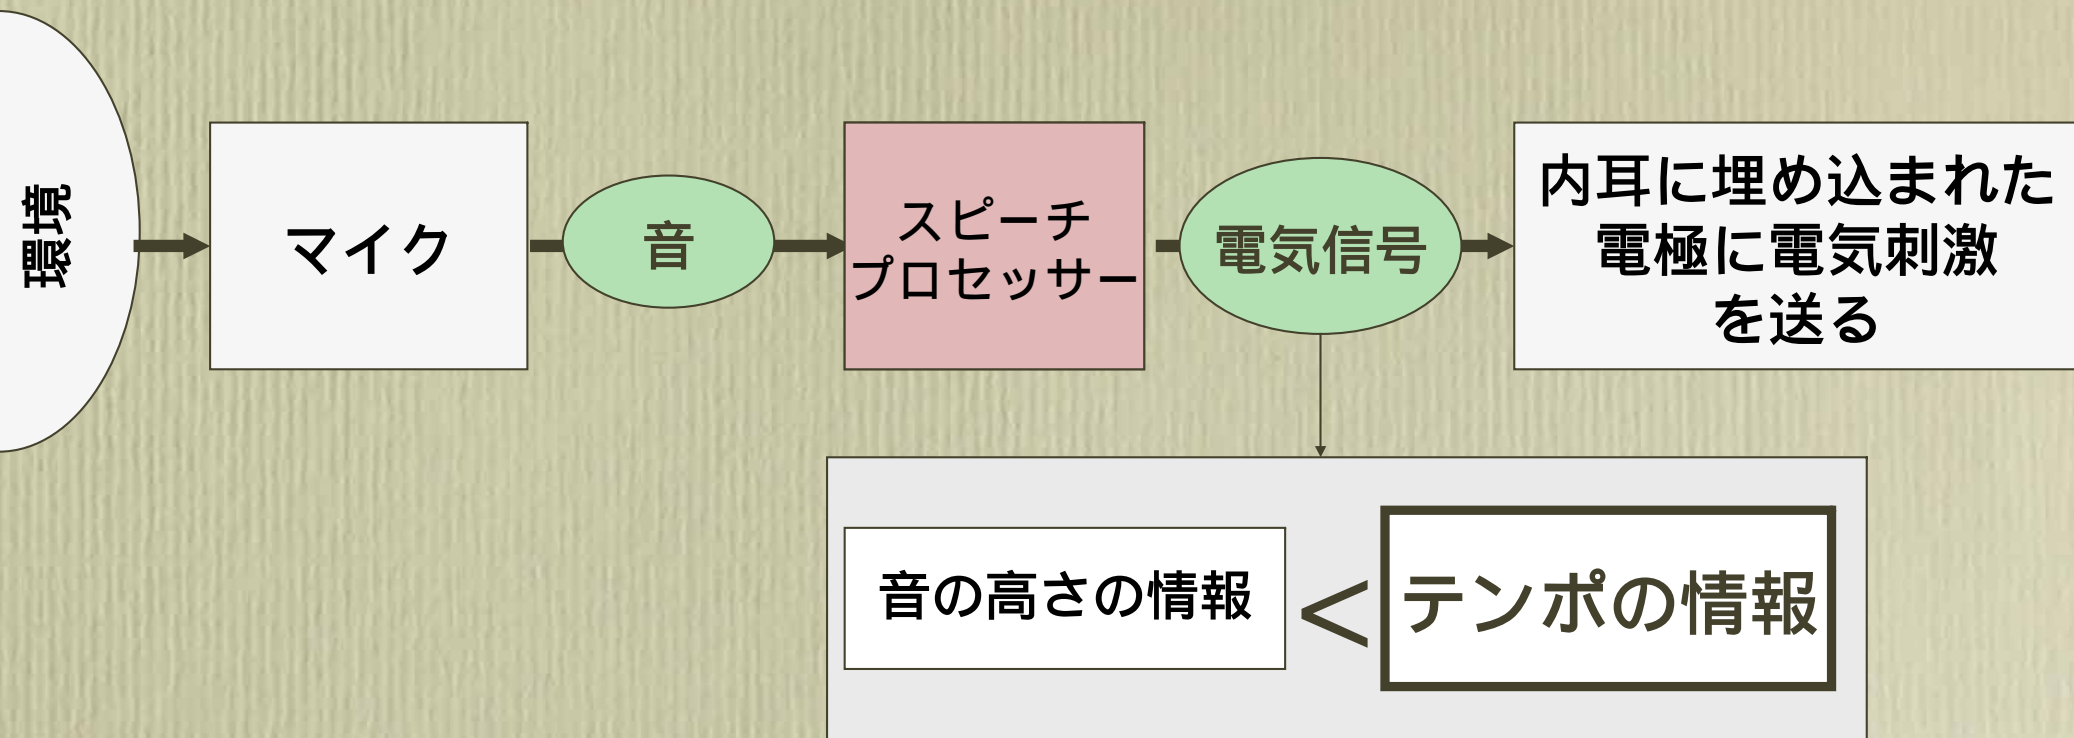 環境
マイク
音
スピーチ
プロセッサー
電気信号
内耳に埋め込まれた
電極に電気刺激
を送る
音の高さの情報
<
テンポの情報